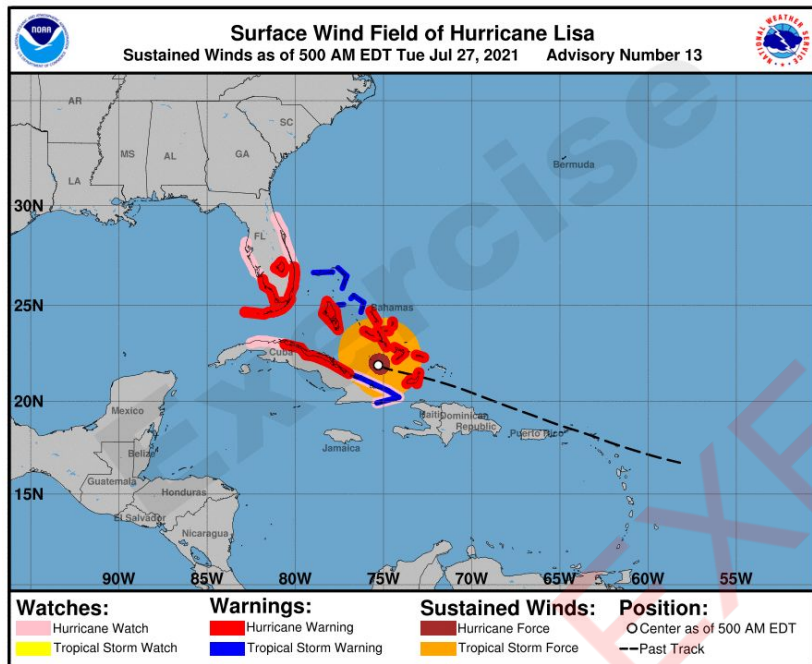 NOAA
Surface Wind Field of Hurricane Lisa
Sustained Winds as of 500 AM EDT Tue Jul 27, 2021 Advisory Number 13
NATIONAL WEATHER SERVICE
AR
SC
MS
AL
GA
Bermuda
LA
30N
FL
25N
Bahamas
Cuba
20N
Mexico
Haiti
Dominican
Republic
Puerto Rico
Jamaica
Belize
Guatemala
Honduras
15N
El Salvador
Nicaragua
Exercise
EXE
90W 85W 80W 75W 70W 65W 60W 55W
Watches:
Hurricane Watch
Tropical Storm Watch
Warnings:
Hurricane Warning
Tropical Storm Warning
Sustained Winds:
Hurricane Force
Tropical Storm Force
Position:
Center as of 500 AM EDT
Past Track